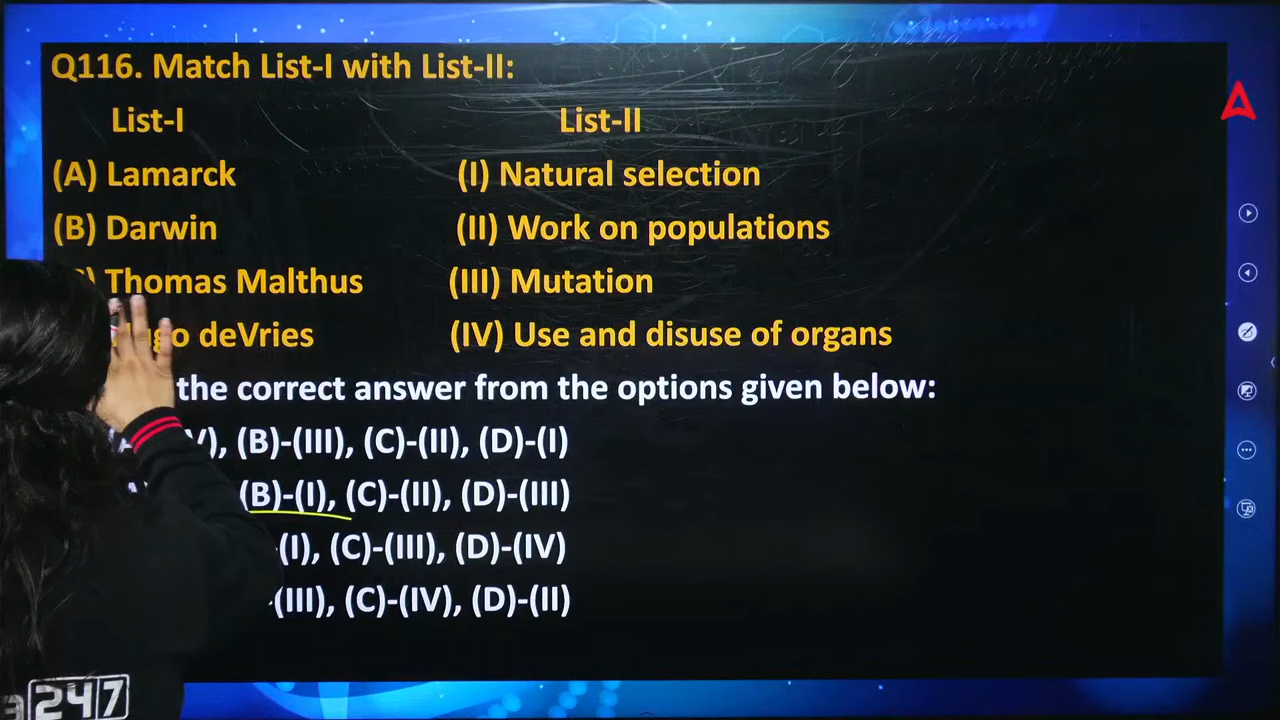 Q116. Match List-I with List-II:
List-I List-II
(A) Lamarck (I) Natural selection
(B) Darwin (II) Work on populations
Thomas Malthus (III) Mutation
deVries (IV) Use and disuse of organs
the correct answer from the options given below:
(B)-(III), (C)-(II), (D)-(I)
(B)-(I), (C)-(II), (D)-(III)
-(I), (C)-(III), (D)-(IV)
-(III), (C)-(IV), (D)-(II)
247